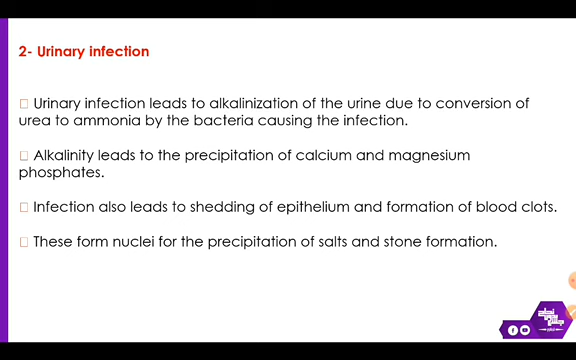 2- Urinary infection
Urinary infection leads to alkalinization of the urine due to conversion of
urea to ammonia by the bacteria causing the infection.
Alkalinity leads to the precipitation of calcium and magnesium
phosphates.
Infection also leads to shedding of epithelium and formation of blood clots.
These form nuclei for the precipitation of salts and stone formation.